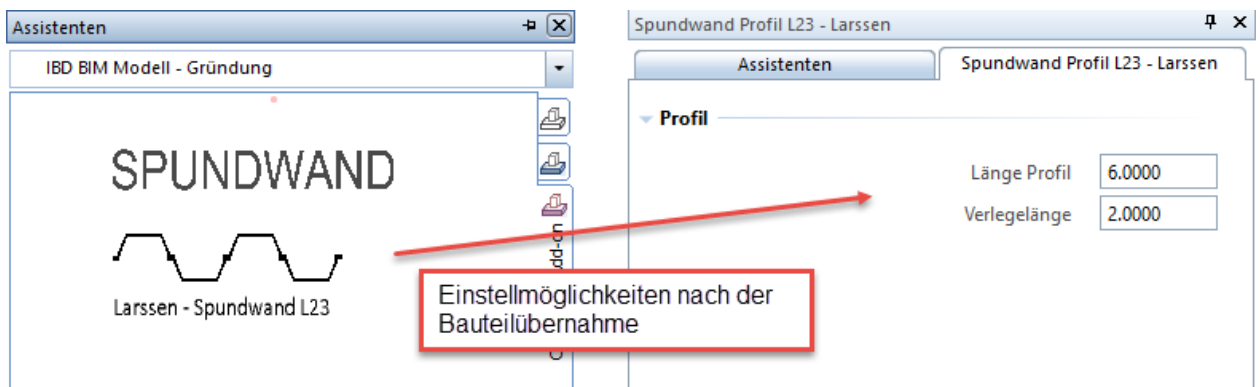 Assistenten
IBD BIM Modell - Gründung
SPUNDWAND
Larssen - Spundwand L23
Spundwand Profil L23 - Larssen
Assistenten
Spundwand Profil L23 - Larssen
Profil
Länge Profil 6.0000
Verlegelänge 2.0000
Einstellmöglichkeiten nach der
Bauteilübernahme